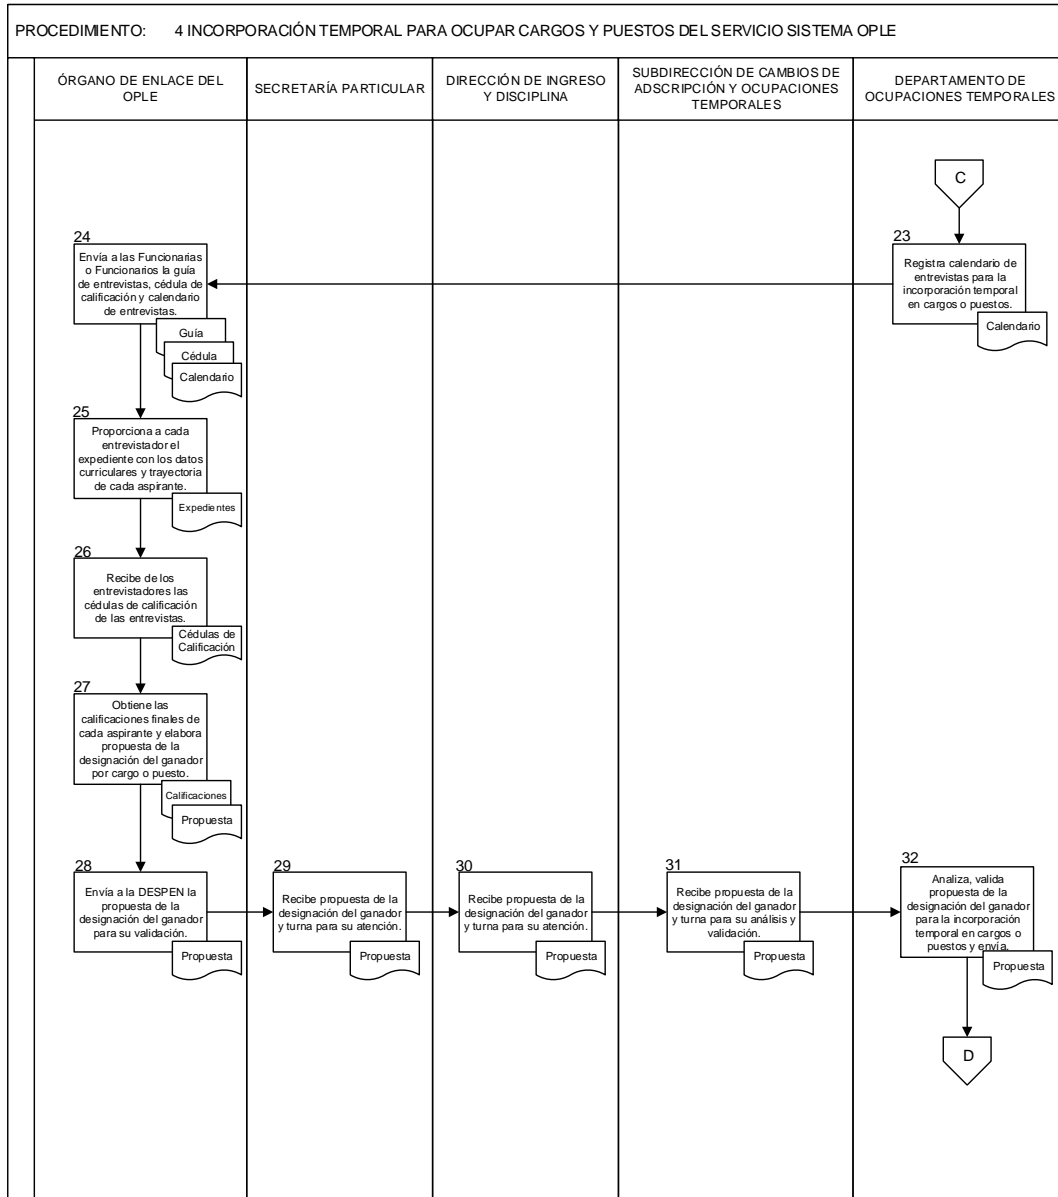 PROCEDIMIENTO: 4 INCORPORACIÓN TEMPORAL PARA OCUPAR CARGOS Y PUESTOS DEL SERVICIO SISTEMA OPLE
ÓRGANO DE ENLACE DEL
OPLE
SECRETARÍA PARTICULAR
DIRECCIÓN DE INGRESO
Y DISCIPLINA
SUBDIRECCIÓN DE CAMBIOS DE
ADSCRIPCIÓN Y OCUPACIONES
TEMPORALES
DEPARTAMENTO DE
OCUPACIONES TEMPORALES
C
23
Registra calendario de
entrevistas para la
incorporación temporal
en cargos o puestos.
Calendario
24
Envía a las Funcionarias
o Funcionarios la guía
de entrevistas, cédula de
calificación y calendario
de entrevistas.
Guía
Cédula
Calendario
25
Proporciona a cada
entrevistador el
expediente con los datos
curriculares y trayectoria
de cada aspirante.
Expedientes
26
Recibe de los
entrevistadores las
cédulas de calificación
de las entrevistas.
Cédulas de
Calificación
27
Obtiene las
calificaciones finales de
cada aspirante y elabora
propuesta de la
designación del ganador
por cargo o puesto.
Calificaciones
Propuesta
28
Envía a la DESPEN la
propuesta de la
designación del ganador
para su validación.
Propuesta
29
Recibe propuesta de la
designación del ganador
y turna para su atención.
Propuesta
30
Recibe propuesta de la
designación del ganador
y turna para su atención.
Propuesta
31
Recibe propuesta de la
designación del ganador
y turna para su análisis y
validación.
Propuesta
32
Analiza, valida
propuesta de la
designación del ganador
para la incorporación
temporal en cargos o
puestos y envía.
Propuesta
D